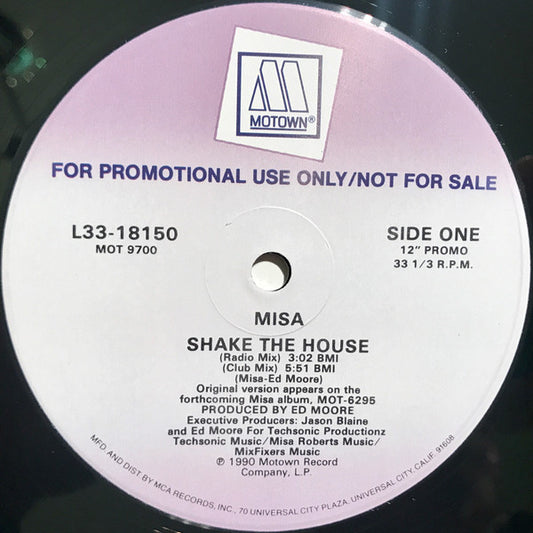 MOTOWN®
FOR PROMOTIONAL USE ONLY/NOT FOR SALE
L33-18150
MOT 9700
SIDE ONE
12" PROMO
33 1/3 R.P.M.
MISA
SHAKE THE HOUSE
(Radio Mix) 3:02 BMI
(Club Mix) 5:51 BMI
(Misa-Ed Moore)
Original version appears on the
forthcoming Misa album, MOT-6295
PRODUCED BY ED MOORE
Executive Producers: Jason Blaine
and Ed Moore For Techsonic Productionz
Techsonic Music/Misa Roberts Music/
MixFixers Music
℗ 1990 Motown Record
Company, L.P.
MFD. AND DIST. BY MCA RECORDS, INC., 70 UNIVERSAL CITY PLAZA, UNIVERSAL CITY, CALIF. 91608